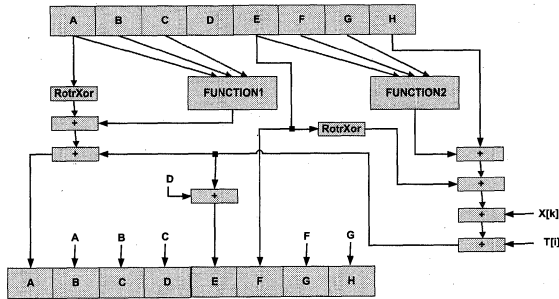 A B C D E F G H
RotrXor FUNCTION1 FUNCTION2
+ RotrXor
+ +
D +
+ + X[k]
A B C F G + T[i]
A B C D E F G H